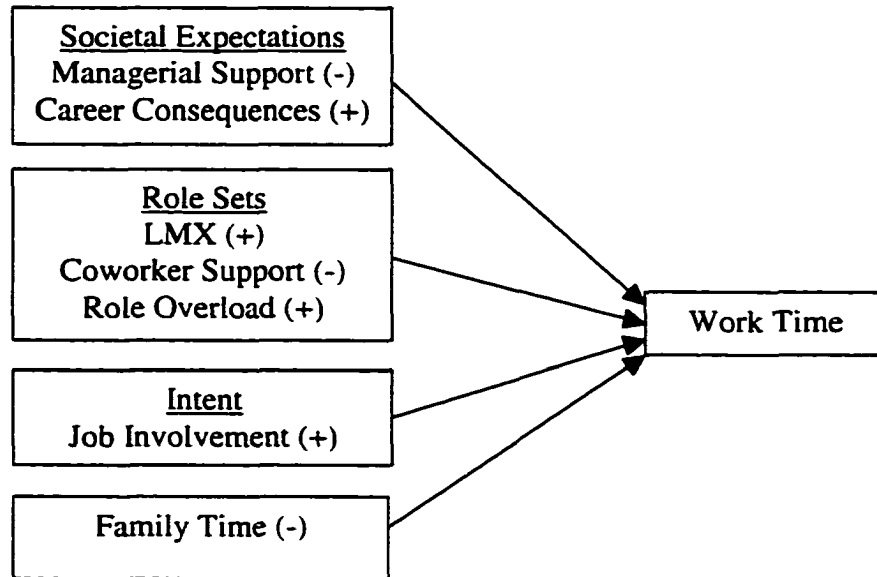 Societal Expectations
Managerial Support (-)
Career Consequences (+)
Role Sets
LMX (+)
Coworker Support (-)
Role Overload (+)
Work Time
Intent
Job Involvement (+)
Family Time (-)